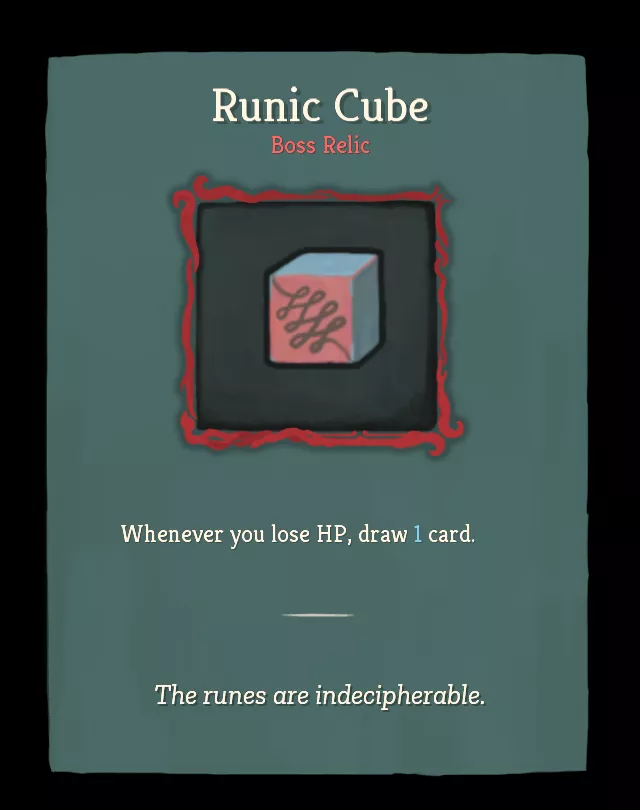 Runic Cube
Boss Relic
Whenever you lose HP, draw 1 card.
The runes are indecipherable.